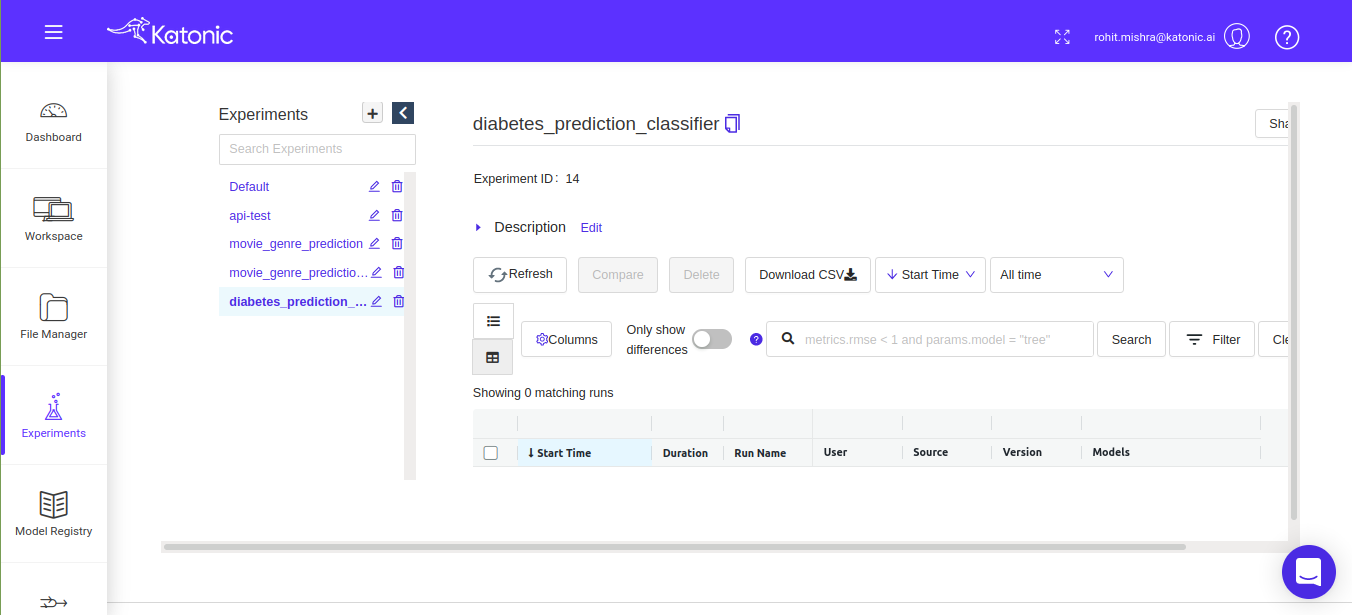 Katonic
rohit.mishra@katonic.ai
?
Dashboard
Workspace
File Manager
Experiments
Model Registry
Experiments
+
Search Experiments
Default
api-test
movie_genre_prediction
movie_genre_predictio...
diabetes_prediction_...
diabetes_prediction_classifier
Sha
Experiment ID: 14
Description Edit
Refresh Compare Delete Download CSV Start Time All time
Columns
Only show
differences
?
metrics.rmse < 1 and params.model = "tree"
Search Filter Cle
Showing 0 matching runs
Start Time Duration Run Name User Source Version Models